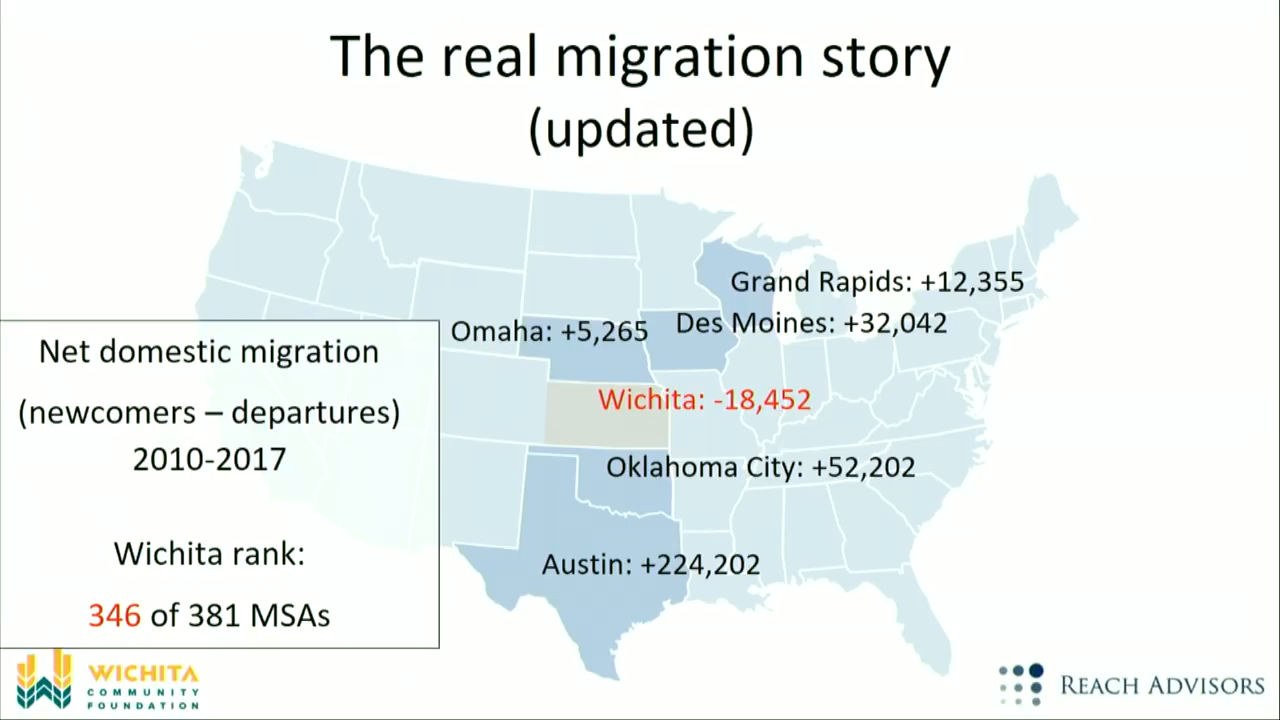 The real migration story
(updated)
Grand Rapids: +12,355
Omaha: +5,265
Des Moines: +32,042
Wichita: -18,452
Oklahoma City: +52,202
Austin: +224,202
Net domestic migration
(newcomers – departures)
2010-2017
Wichita rank:
346 of 381 MSAs
WICHITA
COMMUNITY
FOUNDATION
REACH ADVISORS